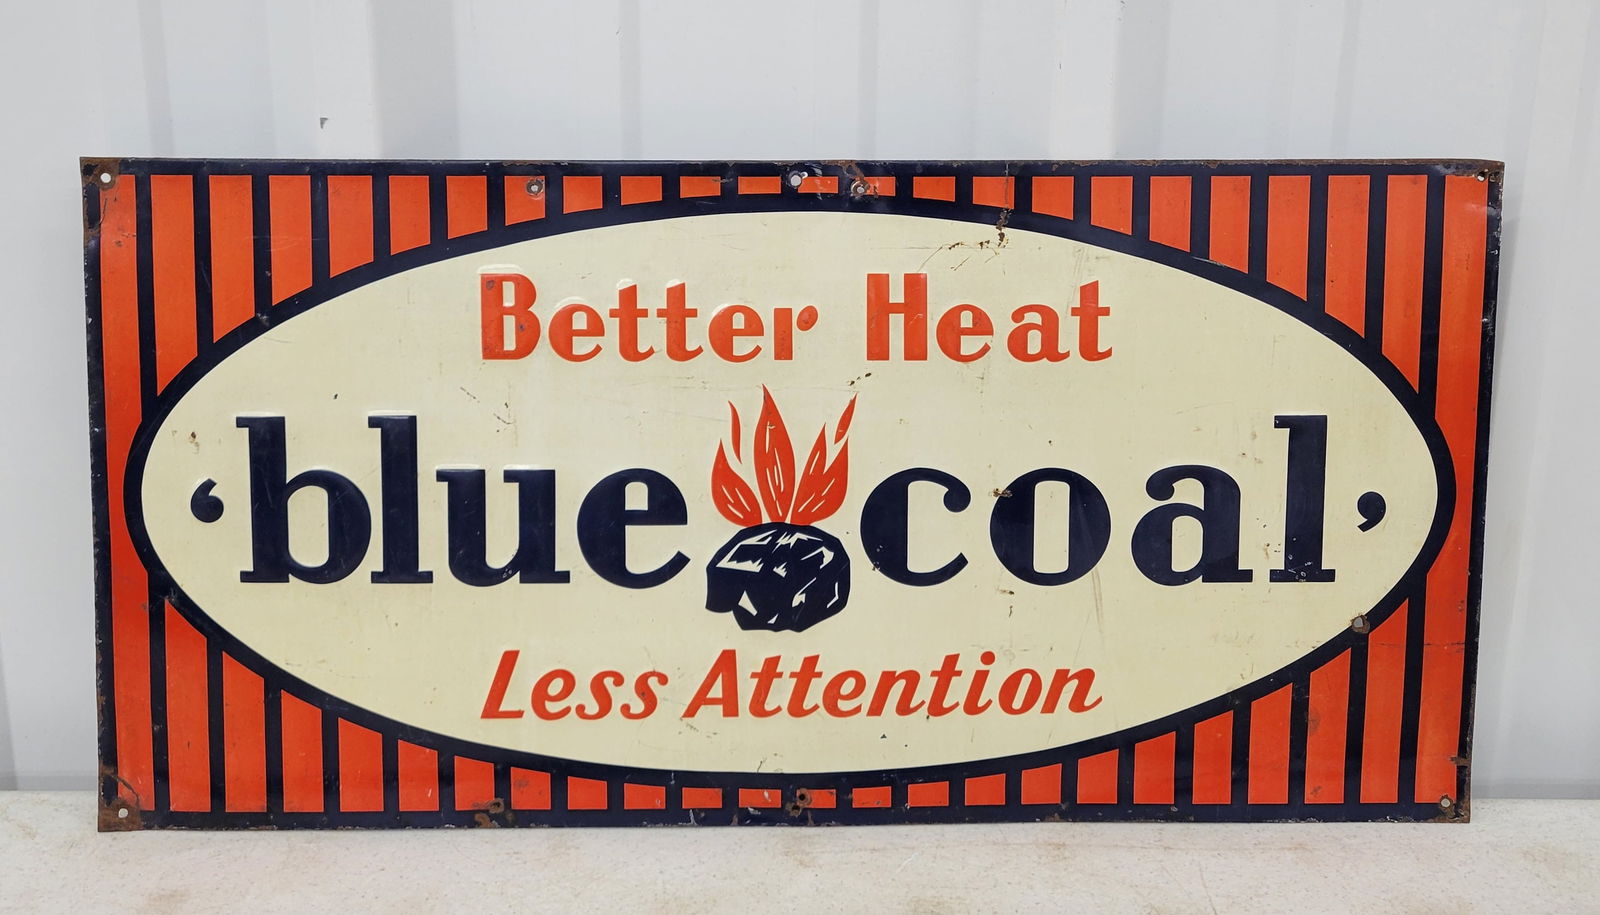 Better Heat
‘blue coal’
Less Attention